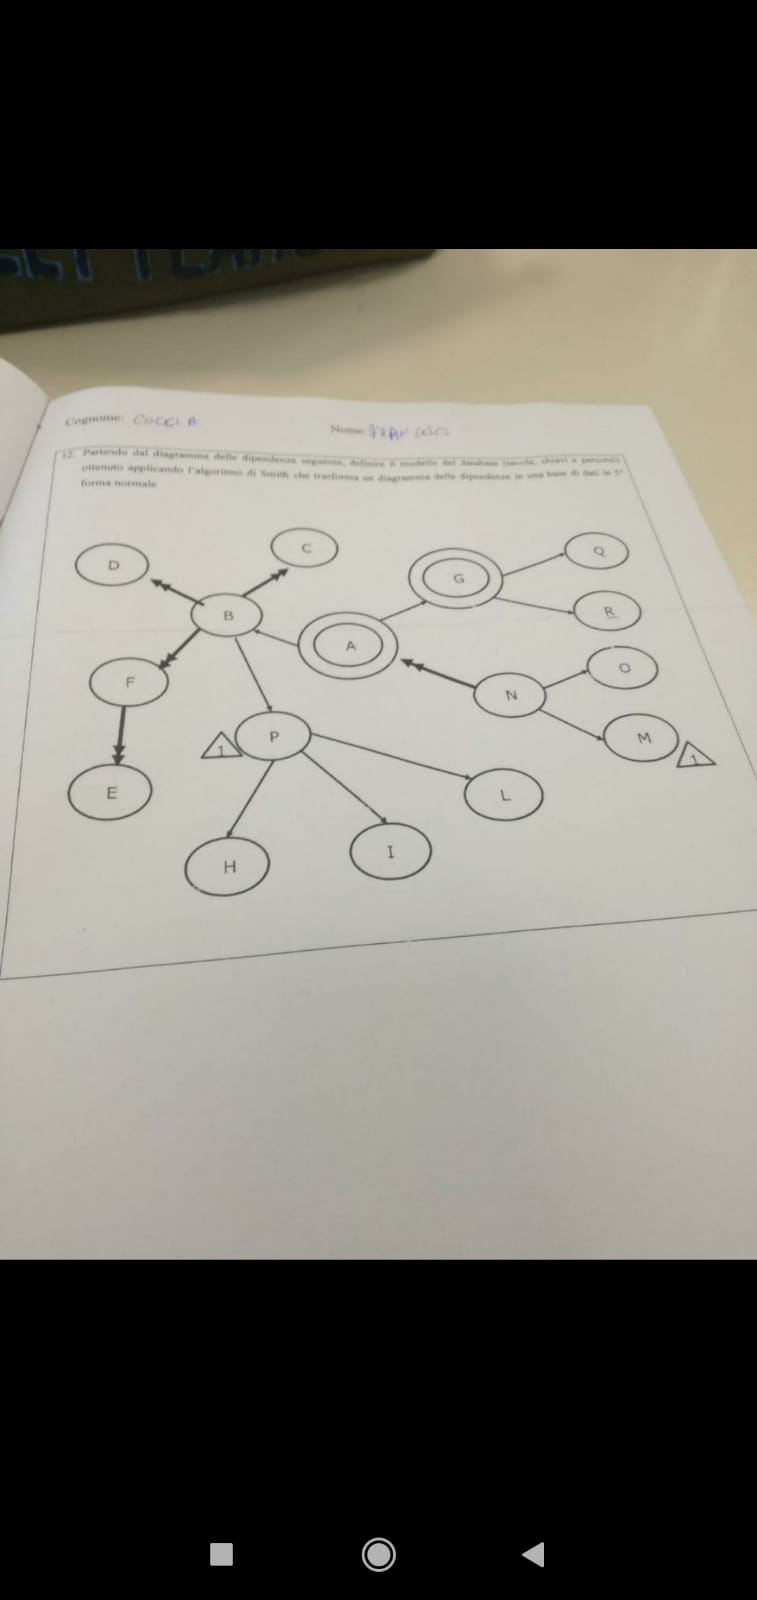 Cognome: COCCIA
Nome: FRANCESCO
12. Partendo dal diagramma delle dipendenze seguente, definire il modello del database (tavole, chiavi e percorsi)
ottenuto applicando l'algoritmo di Smith che trasforma un diagramma delle dipendenze in una base di dati in 5ª
forma normale
C
Q
D
G
B
R
A
O
F
N
P
M
1
1
E
L
I
H